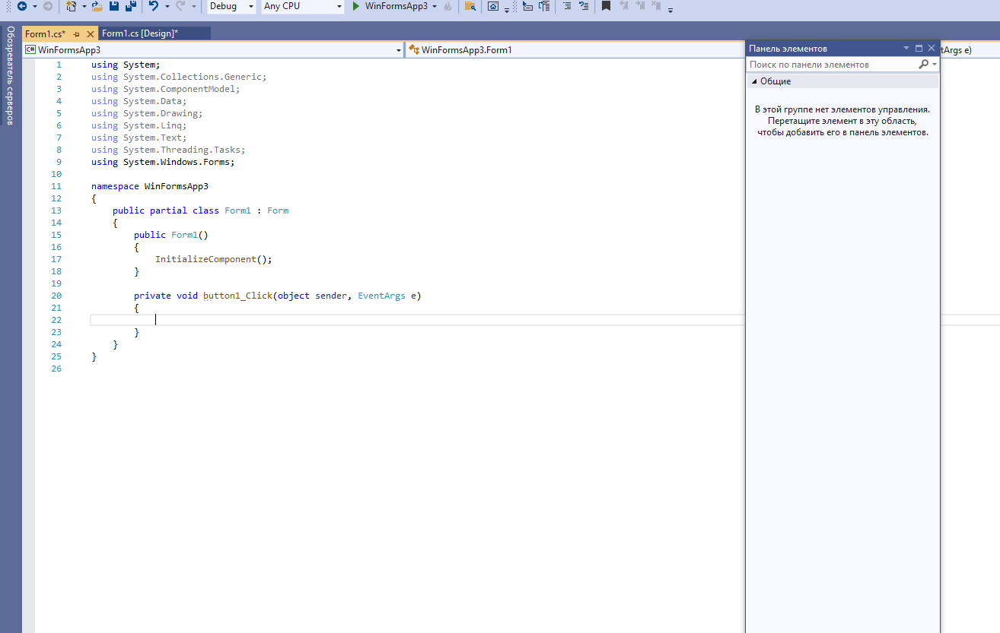 Debug Any CPU WinFormsApp3
Обозреватель серверов
Form1.cs* Form1.cs [Design]*
C# WinFormsApp3 WinFormsApp3.Form1 tArgs e)
1 using System;
2 using System.Collections.Generic;
3 using System.ComponentModel;
4 using System.Data;
5 using System.Drawing;
6 using System.Linq;
7 using System.Text;
8 using System.Threading.Tasks;
9 using System.Windows.Forms;
10
11 namespace WinFormsApp3
12 {
13 public partial class Form1 : Form
14 {
15 public Form1()
16 {
17 InitializeComponent();
18 }
19
20 private void button1_Click(object sender, EventArgs e)
21 {
22
23 }
24 }
25 }
26
Панель элементов
Поиск по панели элементов
Общие
В этой группе нет элементов управления.
Перетащите элемент в эту область,
чтобы добавить его в панель элементов.